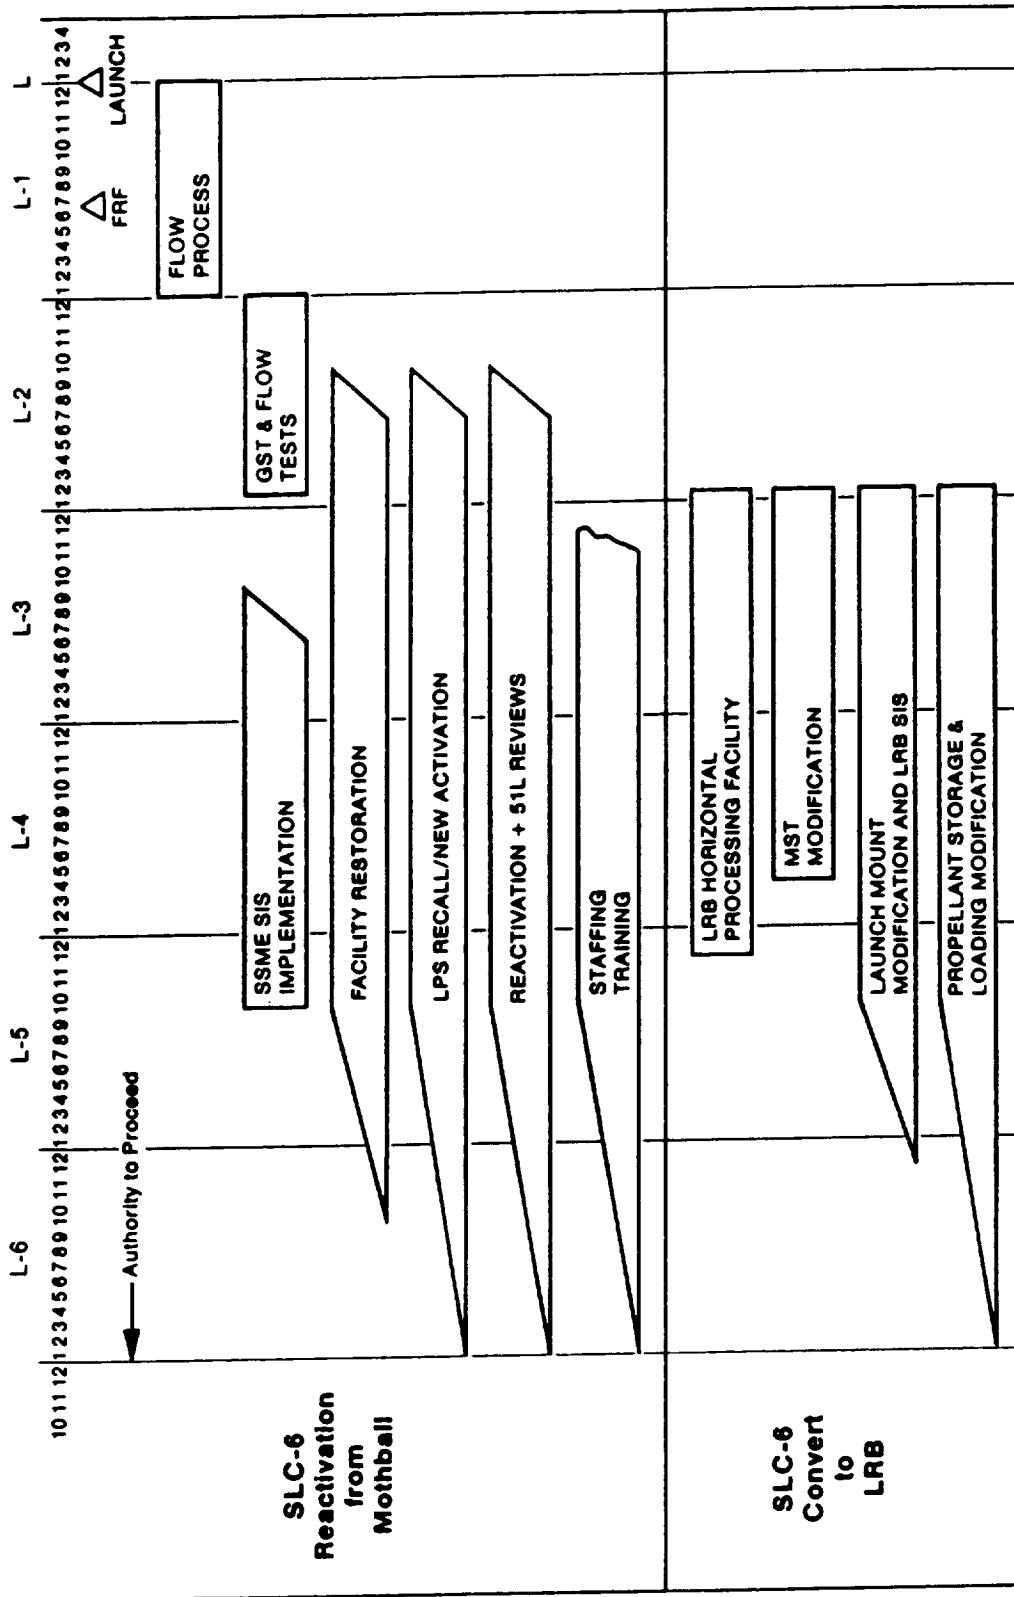 L-6 L-5 L-4 L-3 L-2 L-1 L
10 11 12 1 2 3 4 5 6 7 8 9 10 11 12 1 2 3 4 5 6 7 8 9 10 11 12 1 2 3 4 5 6 7 8 9 10 11 12 1 2 3 4 5 6 7 8 9 10 11 12 1 2 3 4 5 6 7 8 9 10 11 12 1 2 3 4 5 6 7 8 9 10 11 12 1 2 3 4
FRF
LAUNCH
Authority to Proceed
FLOW
PROCESS
SLC-6
Reactivation
from
Mothball
SSME SIS
IMPLEMENTATION
GST & FLOW
TESTS
FACILITY RESTORATION
LPS RECALL/NEW ACTIVATION
REACTIVATION + 51L REVIEWS
STAFFING
TRAINING
SLC-6
Convert
to
LRB
LRB HORIZONTAL
PROCESSING FACILITY
MST
MODIFICATION
LAUNCH MOUNT
MODIFICATION AND LRB SIS
PROPELLANT STORAGE &
LOADING MODIFICATION